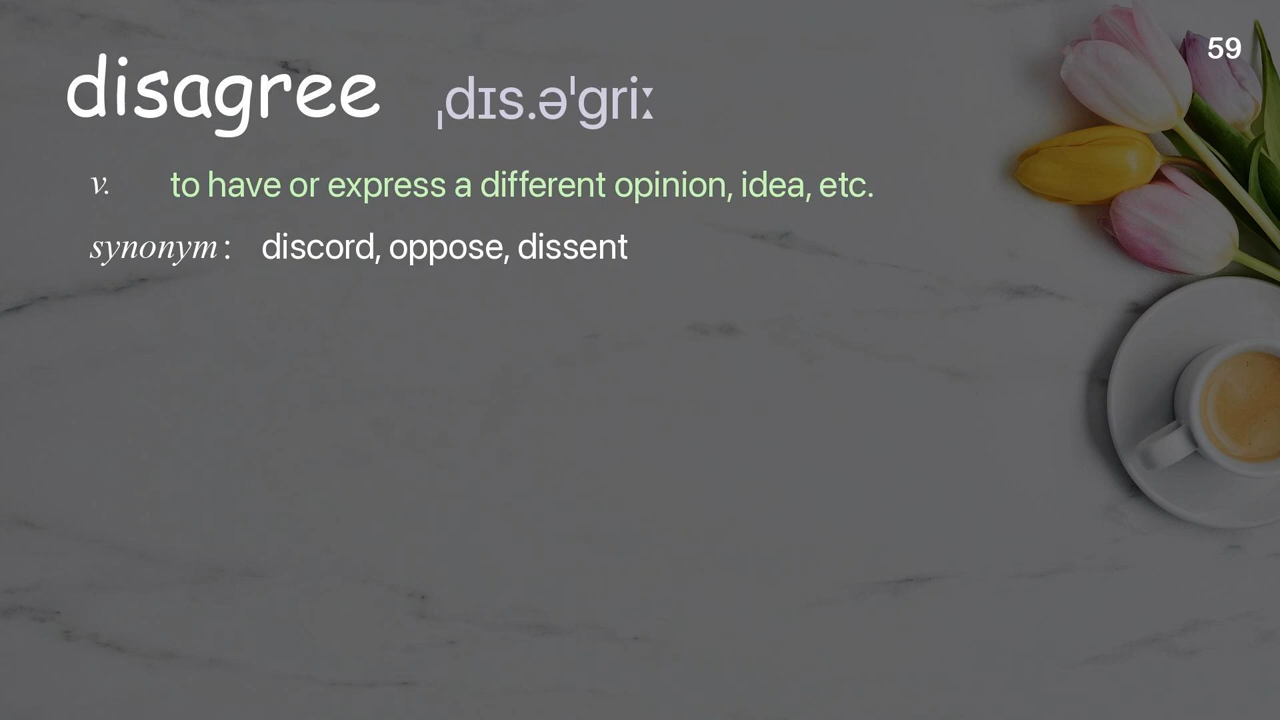 59
disagree ˌdɪs.əˈɡriː
v. to have or express a different opinion, idea, etc.
synonym : discord, oppose, dissent